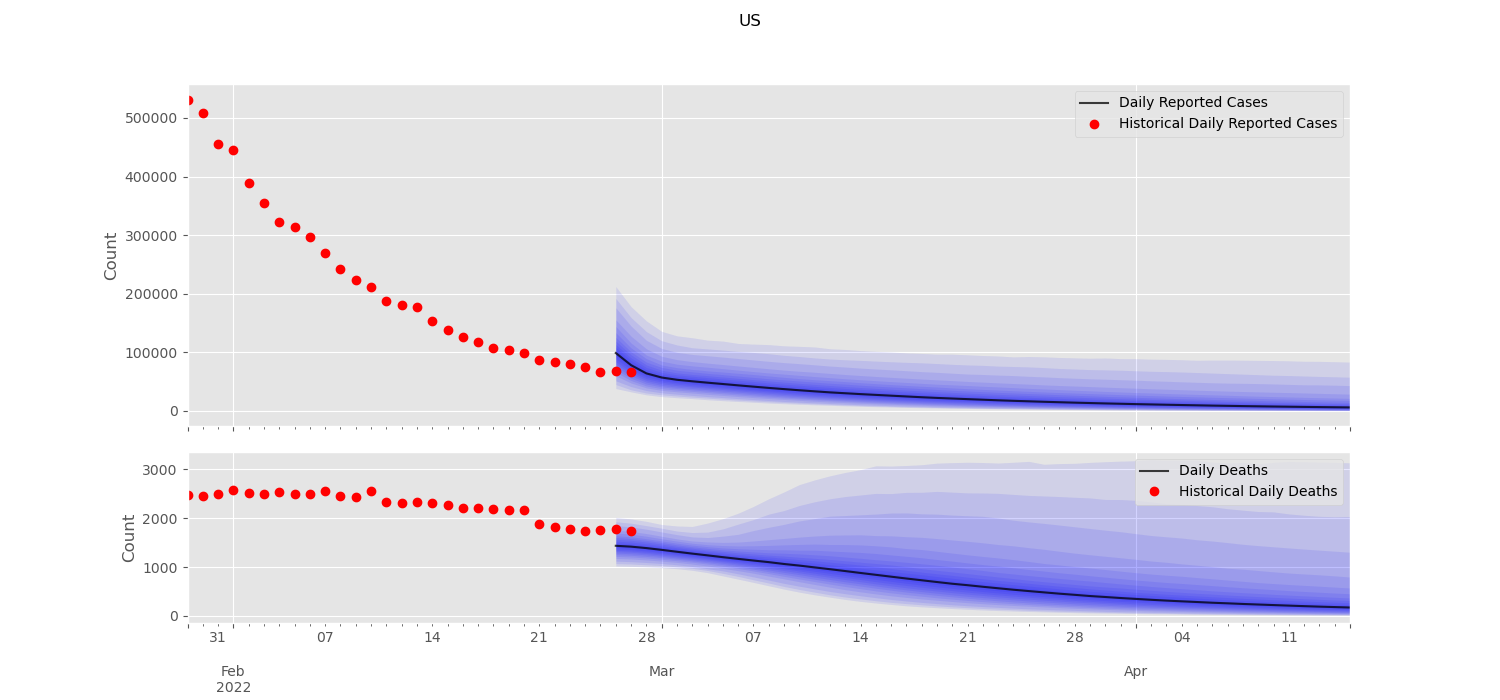 US
Count
500000
400000
300000
200000
100000
0
Daily Reported Cases
Historical Daily Reported Cases
Count
3000
2000
1000
0
Daily Deaths
Historical Daily Deaths
31 07 14 21 28 07 14 21 28 04 11
Feb Mar Apr
2022